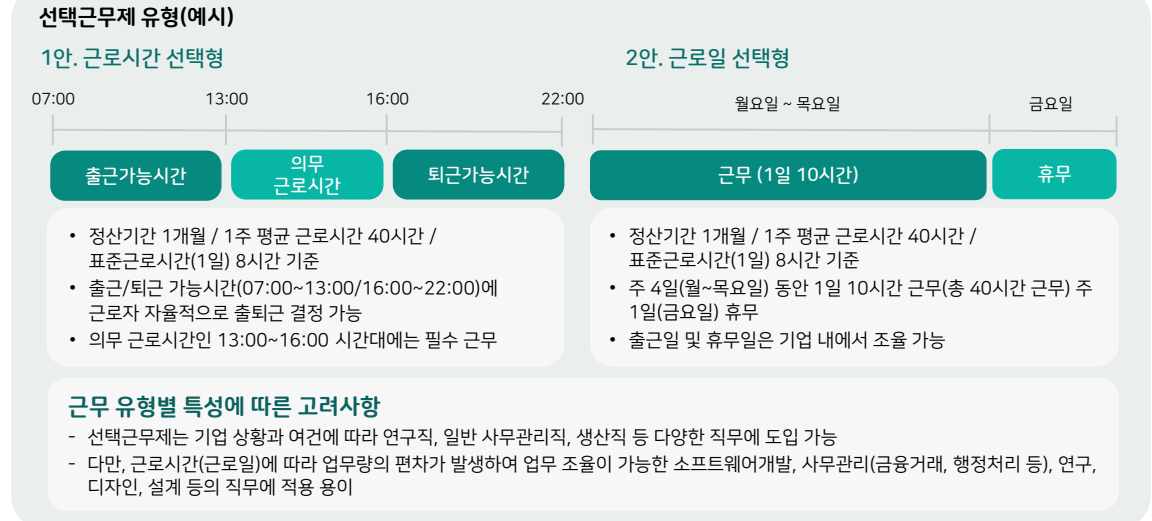 선택근무제 유형(예시)
1안. 근로시간 선택형
07:00 13:00 16:00 22:00
출근가능시간
의무
근로시간
퇴근가능시간
• 정산기간 1개월 / 1주 평균 근로시간 40시간 /
표준근로시간(1일) 8시간 기준
• 출근/퇴근 가능시간(07:00~13:00/16:00~22:00)에
근로자 자율적으로 출퇴근 결정 가능
• 의무 근로시간인 13:00~16:00 시간대에는 필수 근무
2안. 근로일 선택형
월요일 ~ 목요일 금요일
근무 (1일 10시간) 휴무
• 정산기간 1개월 / 1주 평균 근로시간 40시간 /
표준근로시간(1일) 8시간 기준
• 주 4일(월~목요일) 동안 1일 10시간 근무(총 40시간 근무) 주
1일(금요일) 휴무
• 출근일 및 휴무일은 기업 내에서 조율 가능
근무 유형별 특성에 따른 고려사항
- 선택근무제는 기업 상황과 여건에 따라 연구직, 일반 사무관리직, 생산직 등 다양한 직무에 도입 가능
- 다만, 근로시간(근로일)에 따라 업무량의 편차가 발생하여 업무 조율이 가능한 소프트웨어개발, 사무관리(금융거래, 행정처리 등), 연구,
디자인, 설계 등의 직무에 적용 용이